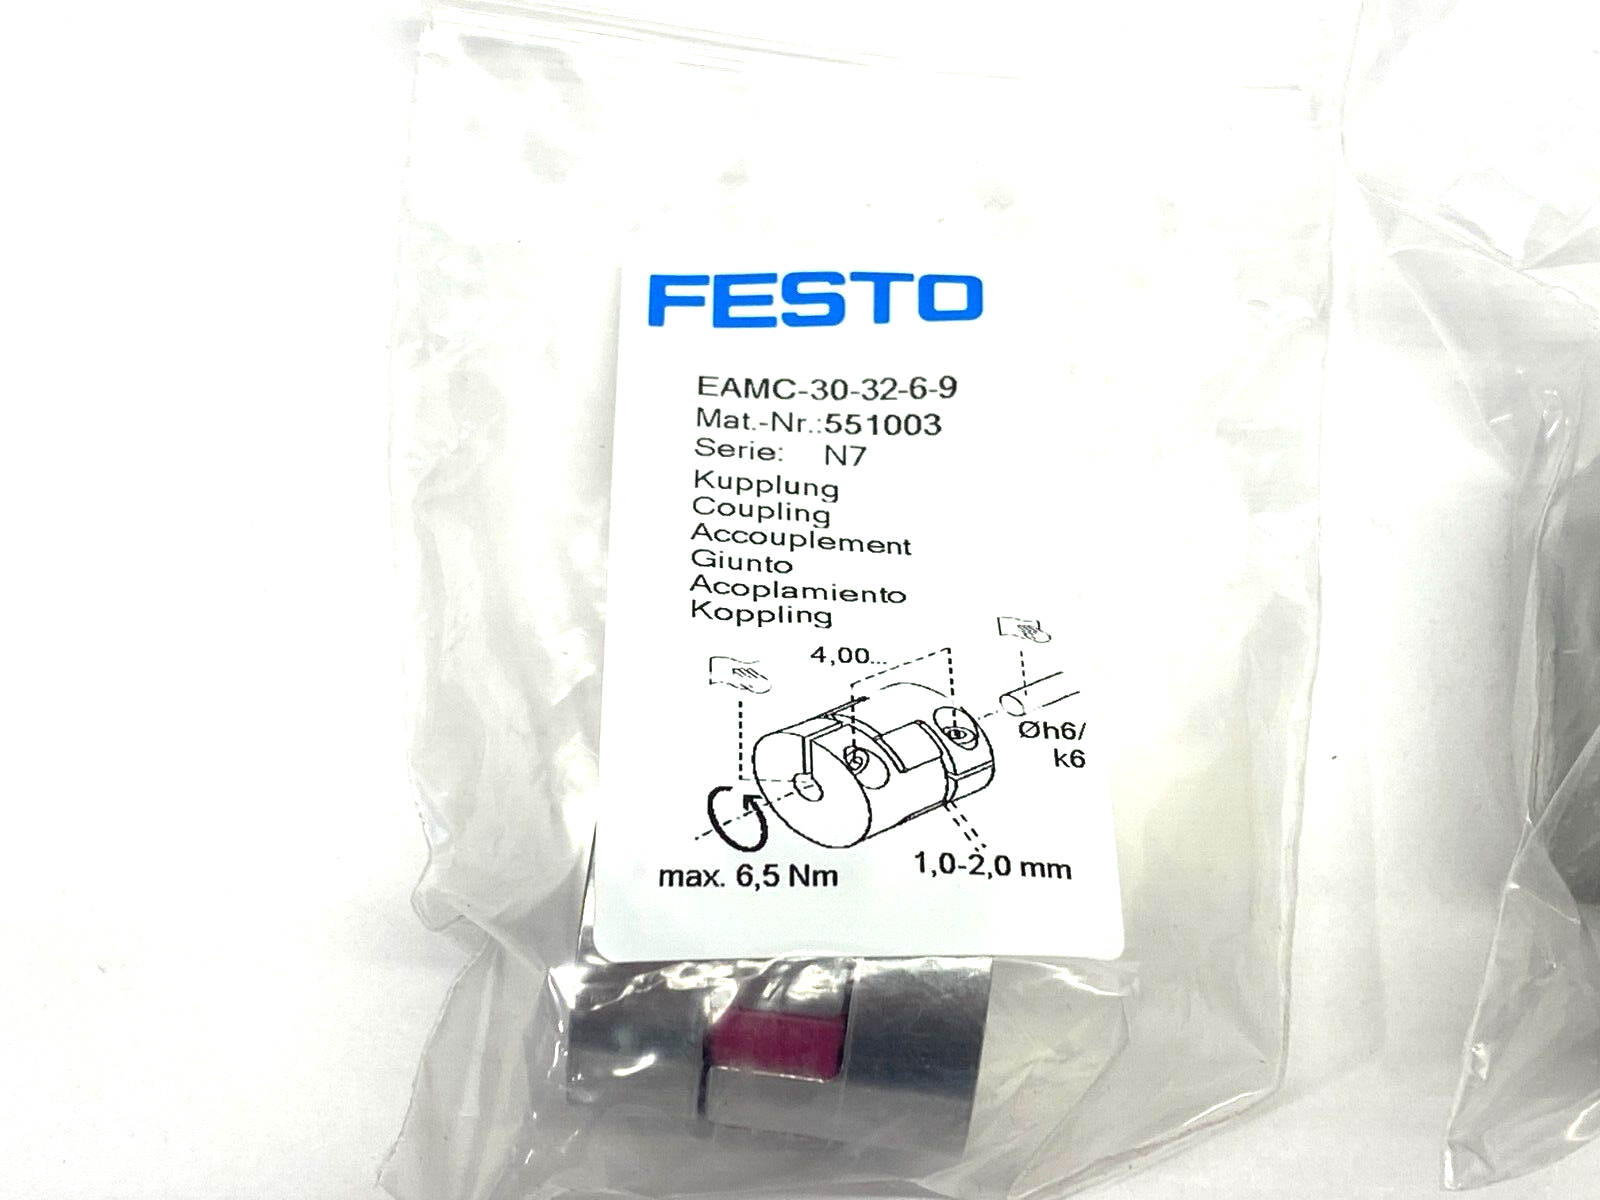 FESTO
EAMC-30-32-6-9
Mat.-Nr.:551003
Serie: N7
Kupplung
Coupling
Accouplement
Giunto
Acoplamiento
Koppling
4,00...
Øh6/
k6
1,0-2,0 mm
max. 6,5 Nm